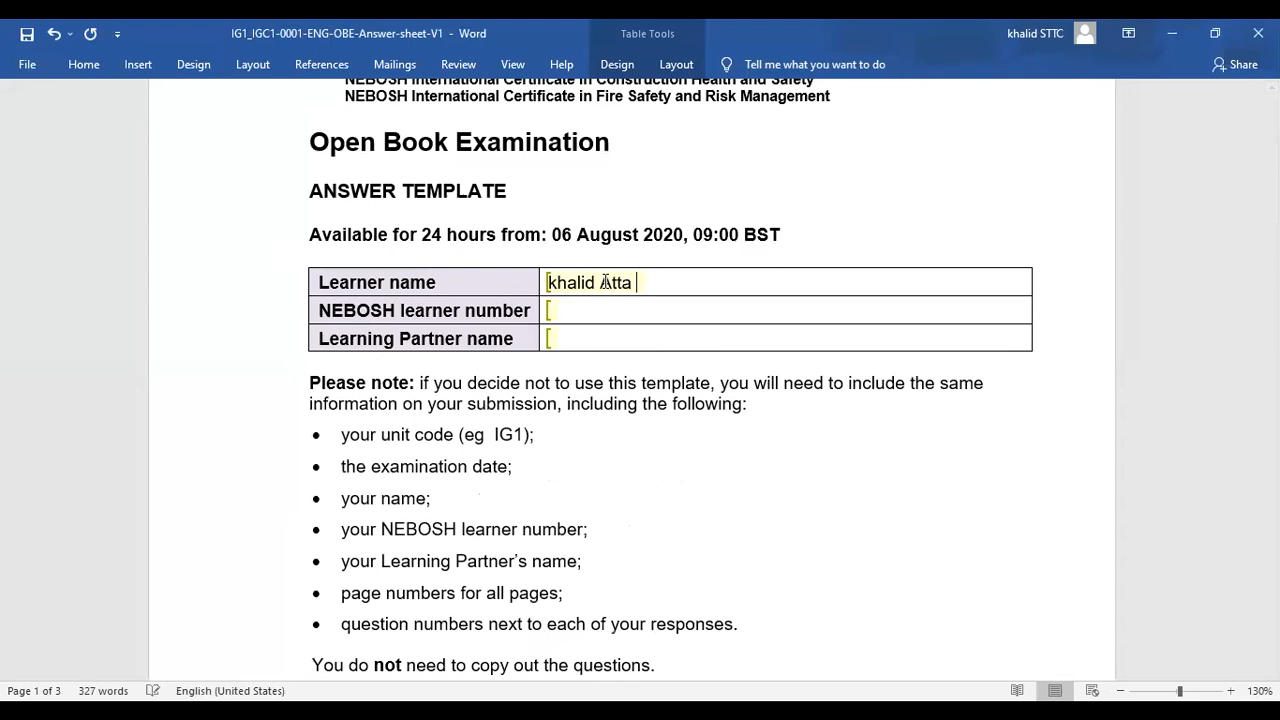 IG1_IGC1-0001-ENG-OBE-Answer-sheet-V1 - Word
Table Tools
khalid STTC
File Home Insert Design Layout References Mailings Review View Help Design Layout Tell me what you want to do Share
NEBOSH International Certificate in Construction Health and Safety
NEBOSH International Certificate in Fire Safety and Risk Management
Open Book Examination
ANSWER TEMPLATE
Available for 24 hours from: 06 August 2020, 09:00 BST
Learner name khalid Atta
NEBOSH learner number
Learning Partner name
Please note: if you decide not to use this template, you will need to include the same
information on your submission, including the following:
• your unit code (eg IG1);
• the examination date;
• your name;
• your NEBOSH learner number;
• your Learning Partner's name;
• page numbers for all pages;
• question numbers next to each of your responses.
You do not need to copy out the questions.
Page 1 of 3 327 words English (United States) 130%